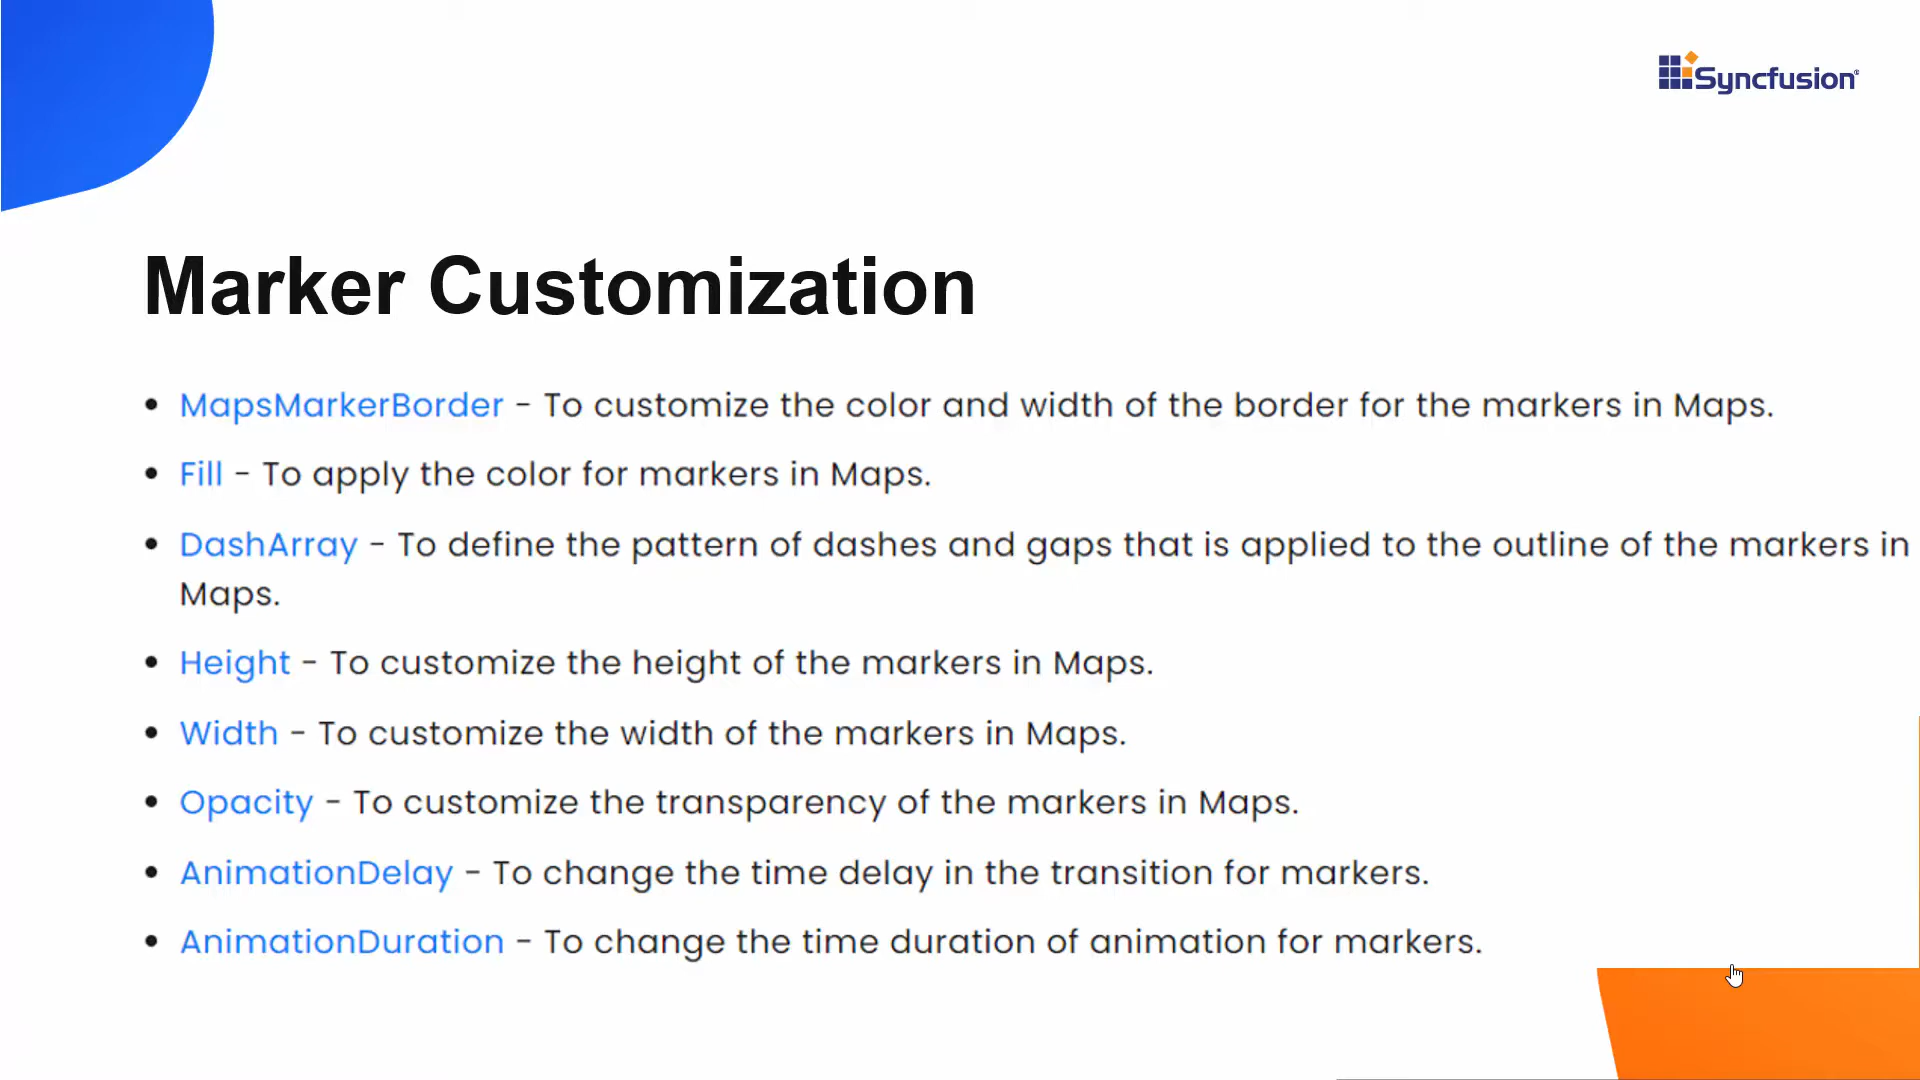 Syncfusion®
Marker Customization
• MapsMarkerBorder - To customize the color and width of the border for the markers in Maps.
• Fill - To apply the color for markers in Maps.
• DashArray - To define the pattern of dashes and gaps that is applied to the outline of the markers in
Maps.
• Height - To customize the height of the markers in Maps.
• Width - To customize the width of the markers in Maps.
• Opacity - To customize the transparency of the markers in Maps.
• AnimationDelay - To change the time delay in the transition for markers.
• AnimationDuration - To change the time duration of animation for markers.